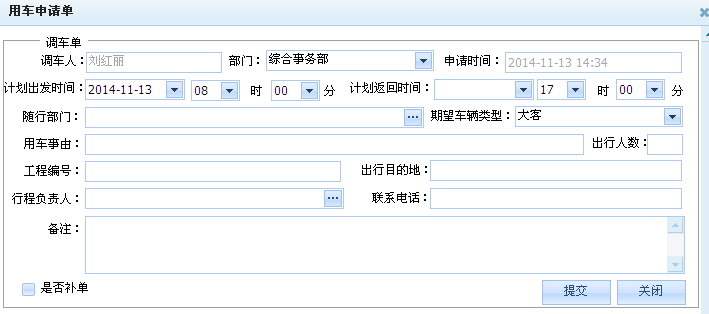 用车申请单
调车单
调车人：刘红丽 部门：综合事务部 申请时间：2014-11-13 14:34
计划出发时间：2014-11-13 08 时 00 分 计划返回时间： 17 时 00 分
随行部门： ... 期望车辆类型：大客
用车事由： 出行人数：
工程编号： 出行目的地：
行程负责人： ... 联系电话：
备注：
是否补单 提交 关闭